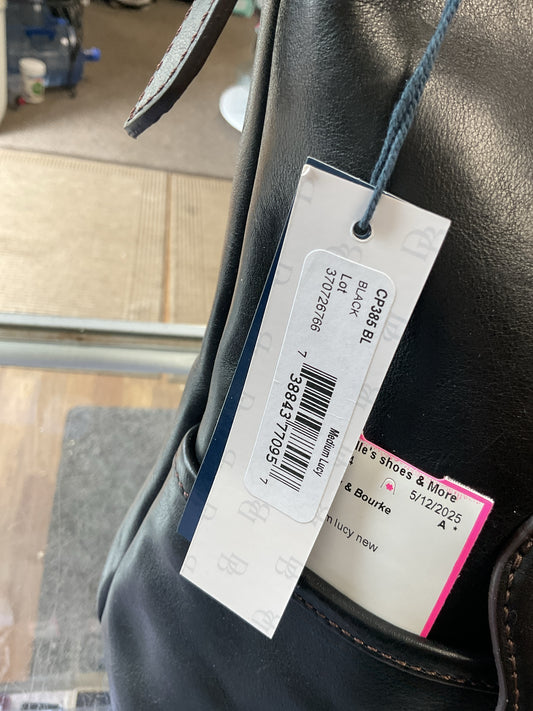 CP385 BL
BLACK
Lot
370726766
Medium Lucy
7 38843 77095 7
lle's shoes & More
5/12/2025
A *
& Bourke
lucy new